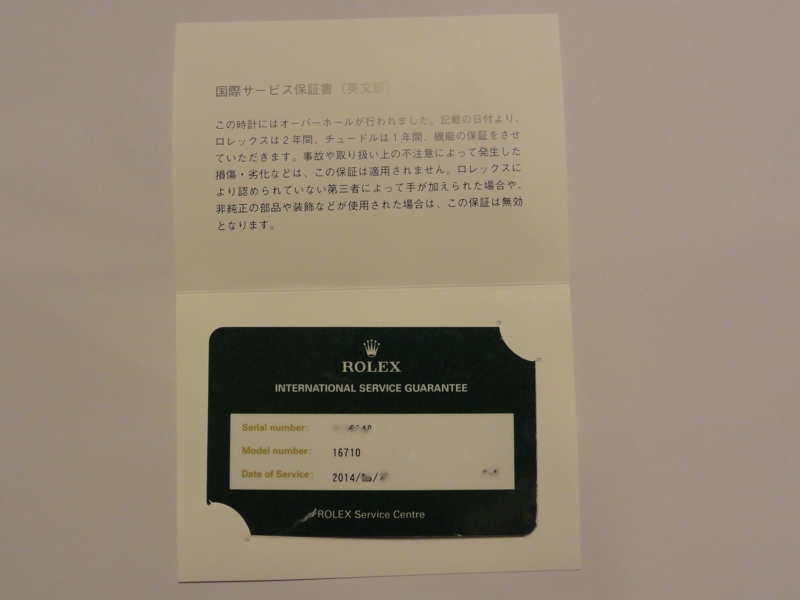 国際サービス保証書（英文訳）
この時計にはオーバーホールが行われました。記載の日付より、
ロレックスは２年間、チュードルは１年間、機能の保証をさせ
ていただきます。事故や取り扱い上の不注意によって発生した
損傷・劣化などは、この保証は適用されません。ロレックスに
より認められていない第三者によって手が加えられた場合や、
非純正の部品や装飾などが使用された場合は、この保証は無効
となります。
ROLEX
INTERNATIONAL SERVICE GUARANTEE
Serial number:
Model number: 16710
Date of Service: 2014/
ROLEX Service Centre